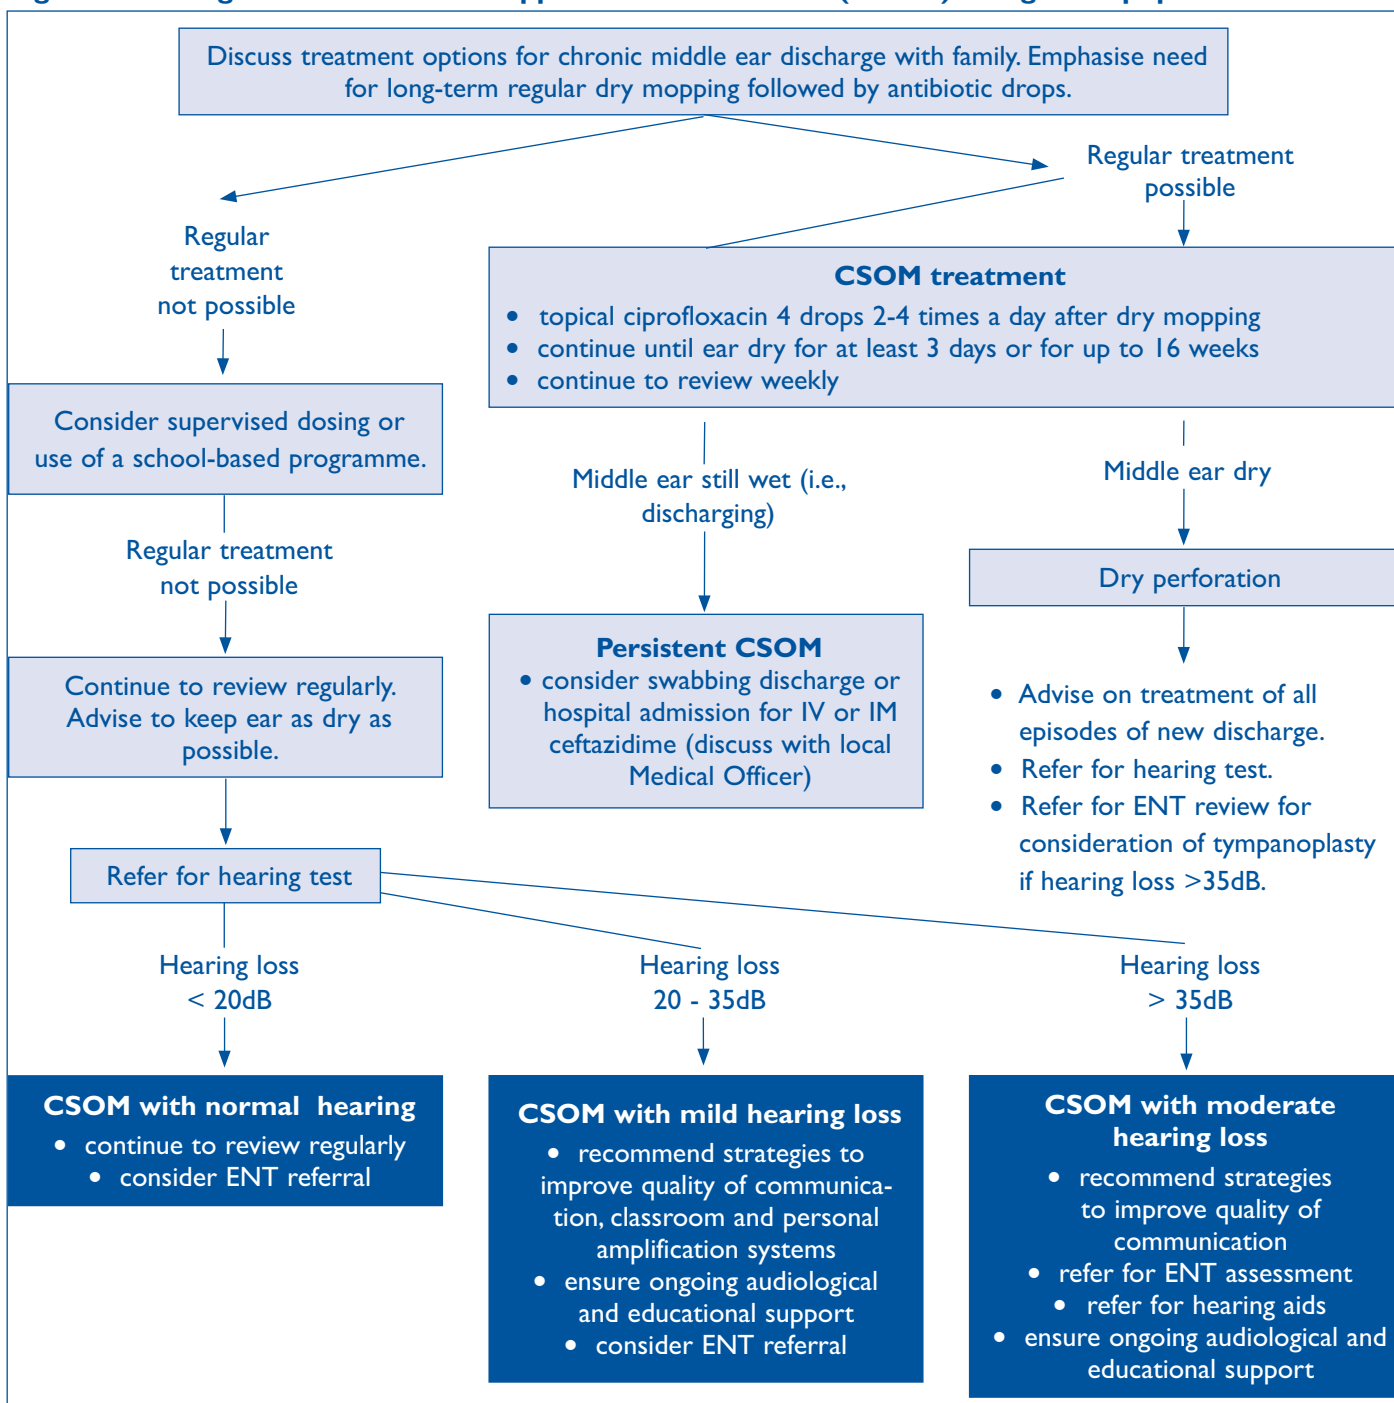 Discuss treatment options for chronic middle ear discharge with family. Emphasise need
for long-term regular dry mopping followed by antibiotic drops.
Regular treatment
possible
Regular
treatment
not possible
CSOM treatment
• topical ciprofloxacin 4 drops 2-4 times a day after dry mopping
• continue until ear dry for at least 3 days or for up to 16 weeks
• continue to review weekly
Consider supervised dosing or
use of a school-based programme.
Middle ear still wet (i.e.,
discharging)
Middle ear dry
Regular treatment
not possible
Dry perforation
Persistent CSOM
• consider swabbing discharge or
hospital admission for IV or IM
ceftazidime (discuss with local
Medical Officer)
Continue to review regularly.
Advise to keep ear as dry as
possible.
• Advise on treatment of all
episodes of new discharge.
• Refer for hearing test.
• Refer for ENT review for
consideration of tympanoplasty
if hearing loss >35dB.
Refer for hearing test
Hearing loss
< 20dB
Hearing loss
20 - 35dB
Hearing loss
> 35dB
CSOM with normal hearing
• continue to review regularly
• consider ENT referral
CSOM with mild hearing loss
• recommend strategies to
improve quality of communica-
tion, classroom and personal
amplification systems
• ensure ongoing audiological
and educational support
• consider ENT referral
CSOM with moderate
hearing loss
• recommend strategies
to improve quality of
communication
• refer for ENT assessment
• refer for hearing aids
• ensure ongoing audiological and
educational support